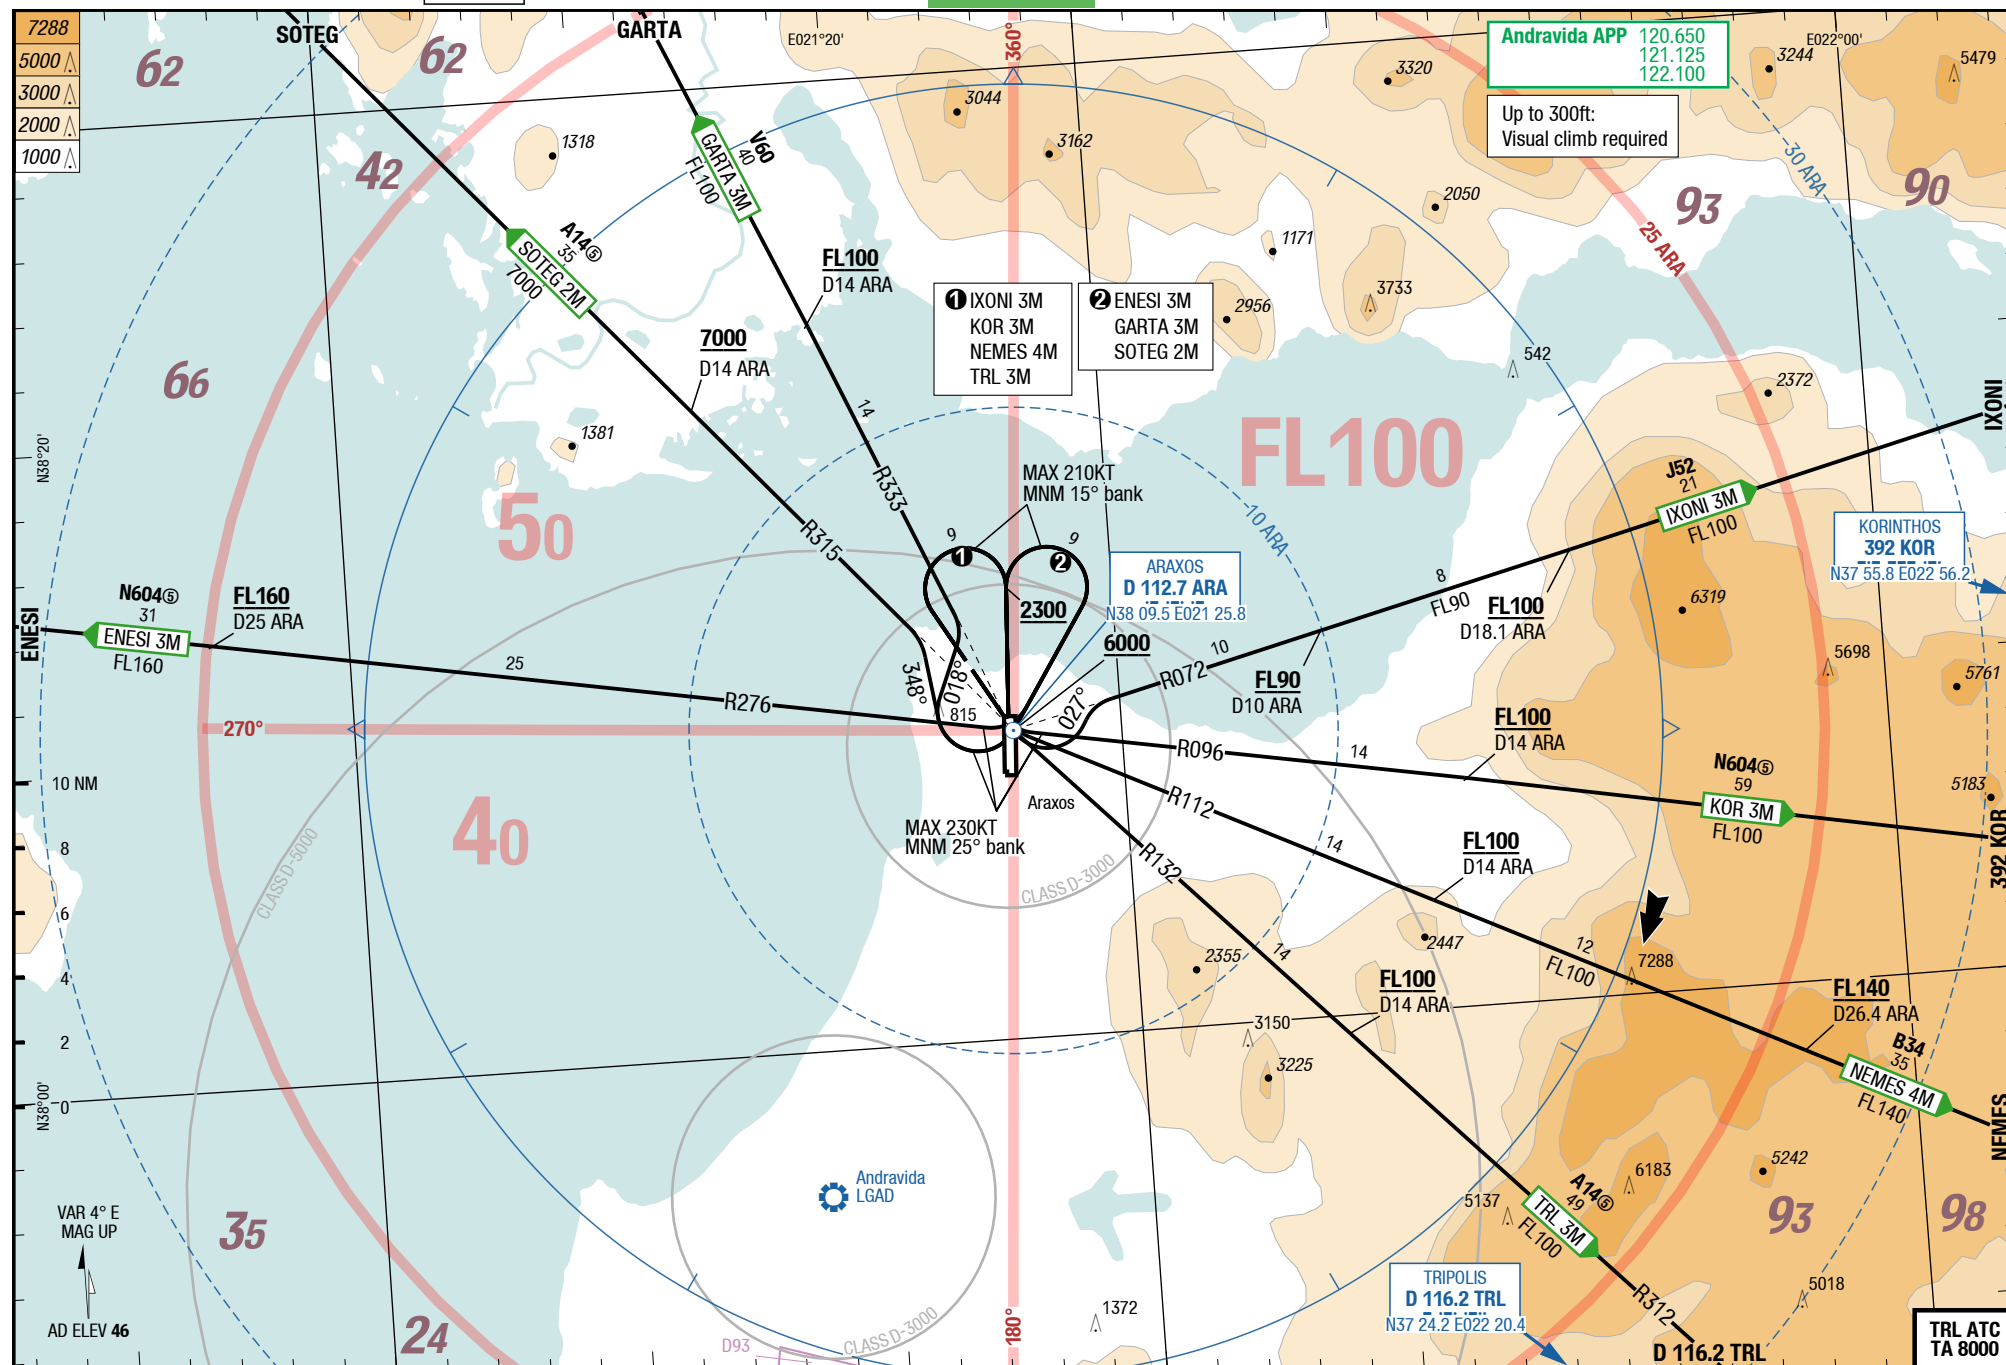 7288
5000
3000
2000
1000
62
SOTEG
62
GARTA
E021°20'
360°
Andravida APP 120.650
121.125
122.100
E022°00'
3244
5479
3320
3044
Up to 300ft:
Visual climb required
1318
3162
42
V60
40
GARTA 3M
FL100
30 ARA
93
90
2050
A14⑤
35
SOTEG 2M
7000
1171
25 ARA
FL100
D14 ARA
❶ IXONI 3M
KOR 3M
NEMES 4M
TRL 3M
❷ ENESI 3M
GARTA 3M
SOTEG 2M
3733
2956
7000
D14 ARA
542
66
2372
IXONI
14
1381
FL100
N38°20'
MAX 210KT
MNM 15° bank
J52
21
IXONI 3M
FL100
R333
50
R315
10 ARA
9
❶
9
❷
KORINTHOS
392 KOR
N37 55.8 E022 56.2
ARAXOS
D 112.7 ARA
N38 09.5 E021 25.8
8
FL90
FL100
D18.1 ARA
6319
N604⑤
31
ENESI 3M
FL160
ENESI
FL160
D25 ARA
2300
6000
25
R276
348°
018°
815
027°
R072
10
FL90
D10 ARA
5698
5761
270°
FL100
D14 ARA
R096
14
N604⑤
59
KOR 3M
FL100
5183
10 NM
Araxos
R112
MAX 230KT
MNM 25° bank
40
CLASS D-5000
8
R132
14
FL100
D14 ARA
392 KOR
CLASS D-3000
6
2447
2355
14
12
FL100
7288
4
FL100
D14 ARA
FL140
D26.4 ARA
3150
2
B34
35
NEMES 4M
FL140
3225
N38°00'
0
NEMES
5242
Andravida
LGAD
6183
5137
A14⑤
49
TRL 3M
FL100
93
98
VAR 4° E
MAG UP
35
TRIPOLIS
D 116.2 TRL
N37 24.2 E022 20.4
5018
R312
1372
180°
AD ELEV 46
24
CLASS D-3000
D93
D 116.2 TRL
TRL ATC
TA 8000